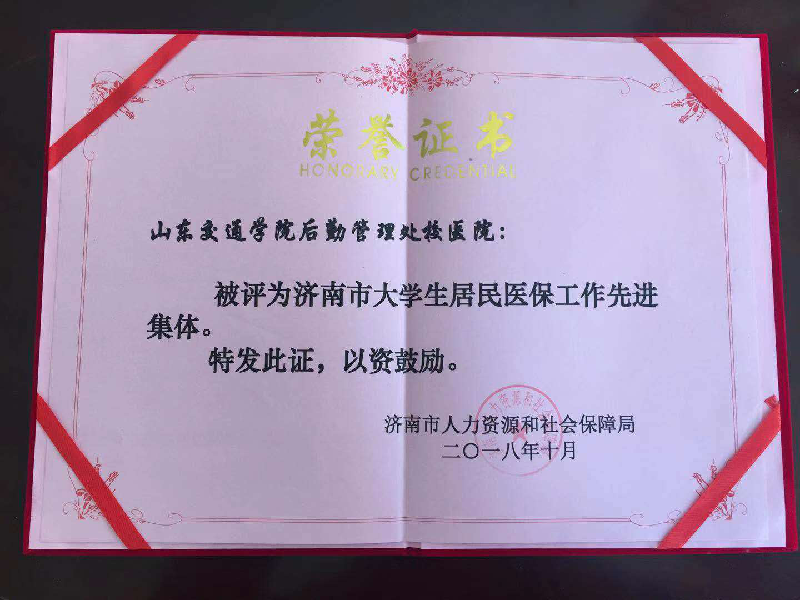 荣誉证书
HONORARY CREDENTIAL
山东交通学院后勤管理处校医院：
被评为济南市大学生居民医保工作先进
集体。
特发此证，以资鼓励。
济南市人力资源和社会保障局
二〇一八年十月